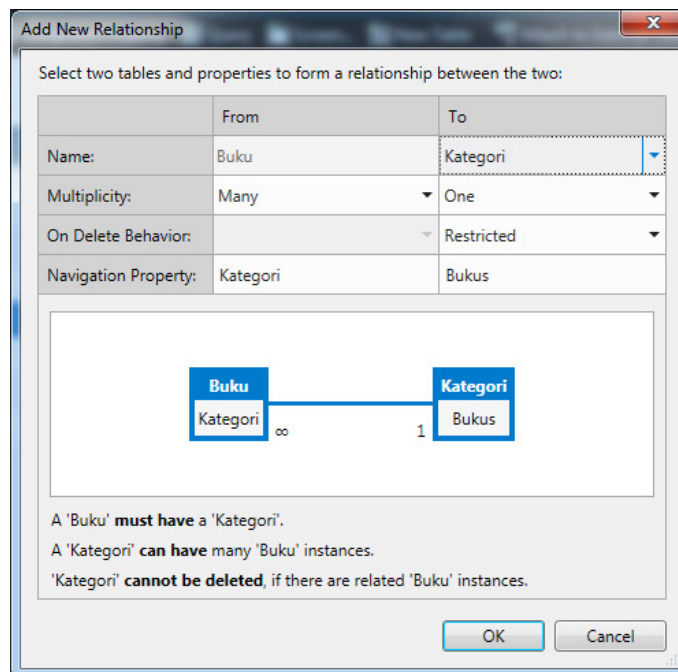 Add New Relationship
Select two tables and properties to form a relationship between the two:
From To
Name: Buku Kategori
Multiplicity: Many One
On Delete Behavior: Restricted
Navigation Property: Kategori Bukus
Buku Kategori
Kategori Bukus
∞ 1
A 'Buku' must have a 'Kategori'.
A 'Kategori' can have many 'Buku' instances.
'Kategori' cannot be deleted, if there are related 'Buku' instances.
OK Cancel